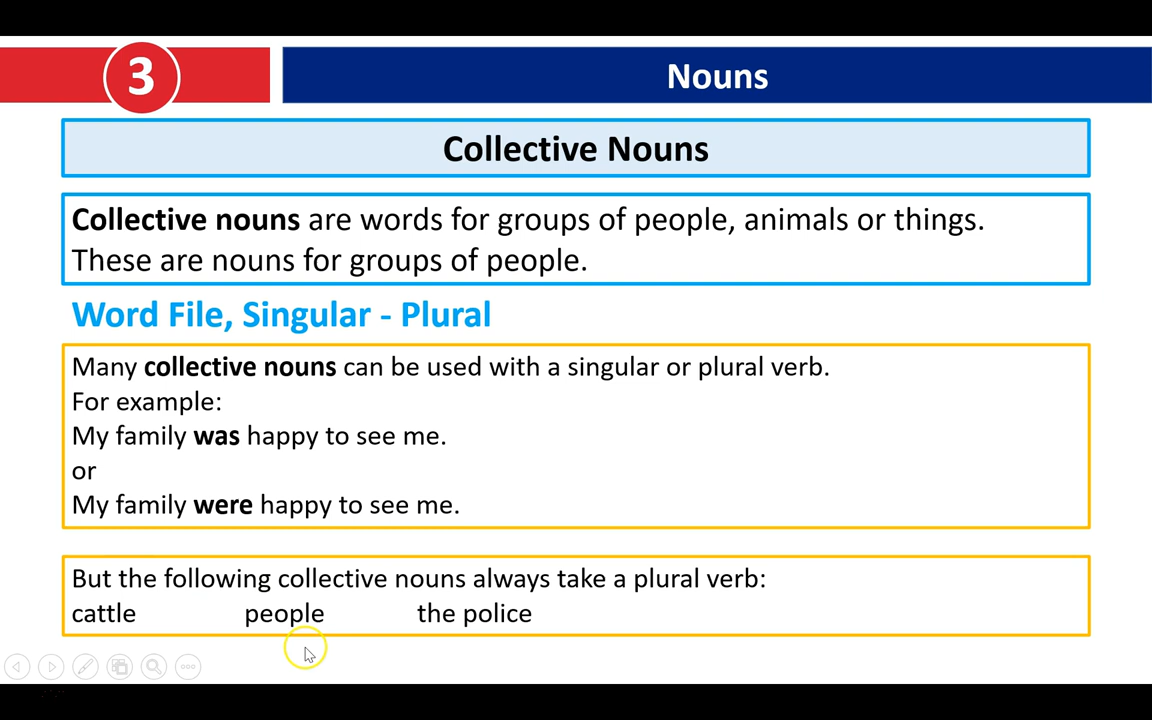 3
Nouns
Collective Nouns
Collective nouns are words for groups of people, animals or things.
These are nouns for groups of people.
Word File, Singular - Plural
Many collective nouns can be used with a singular or plural verb.
For example:
My family was happy to see me.
or
My family were happy to see me.
But the following collective nouns always take a plural verb:
cattle people the police